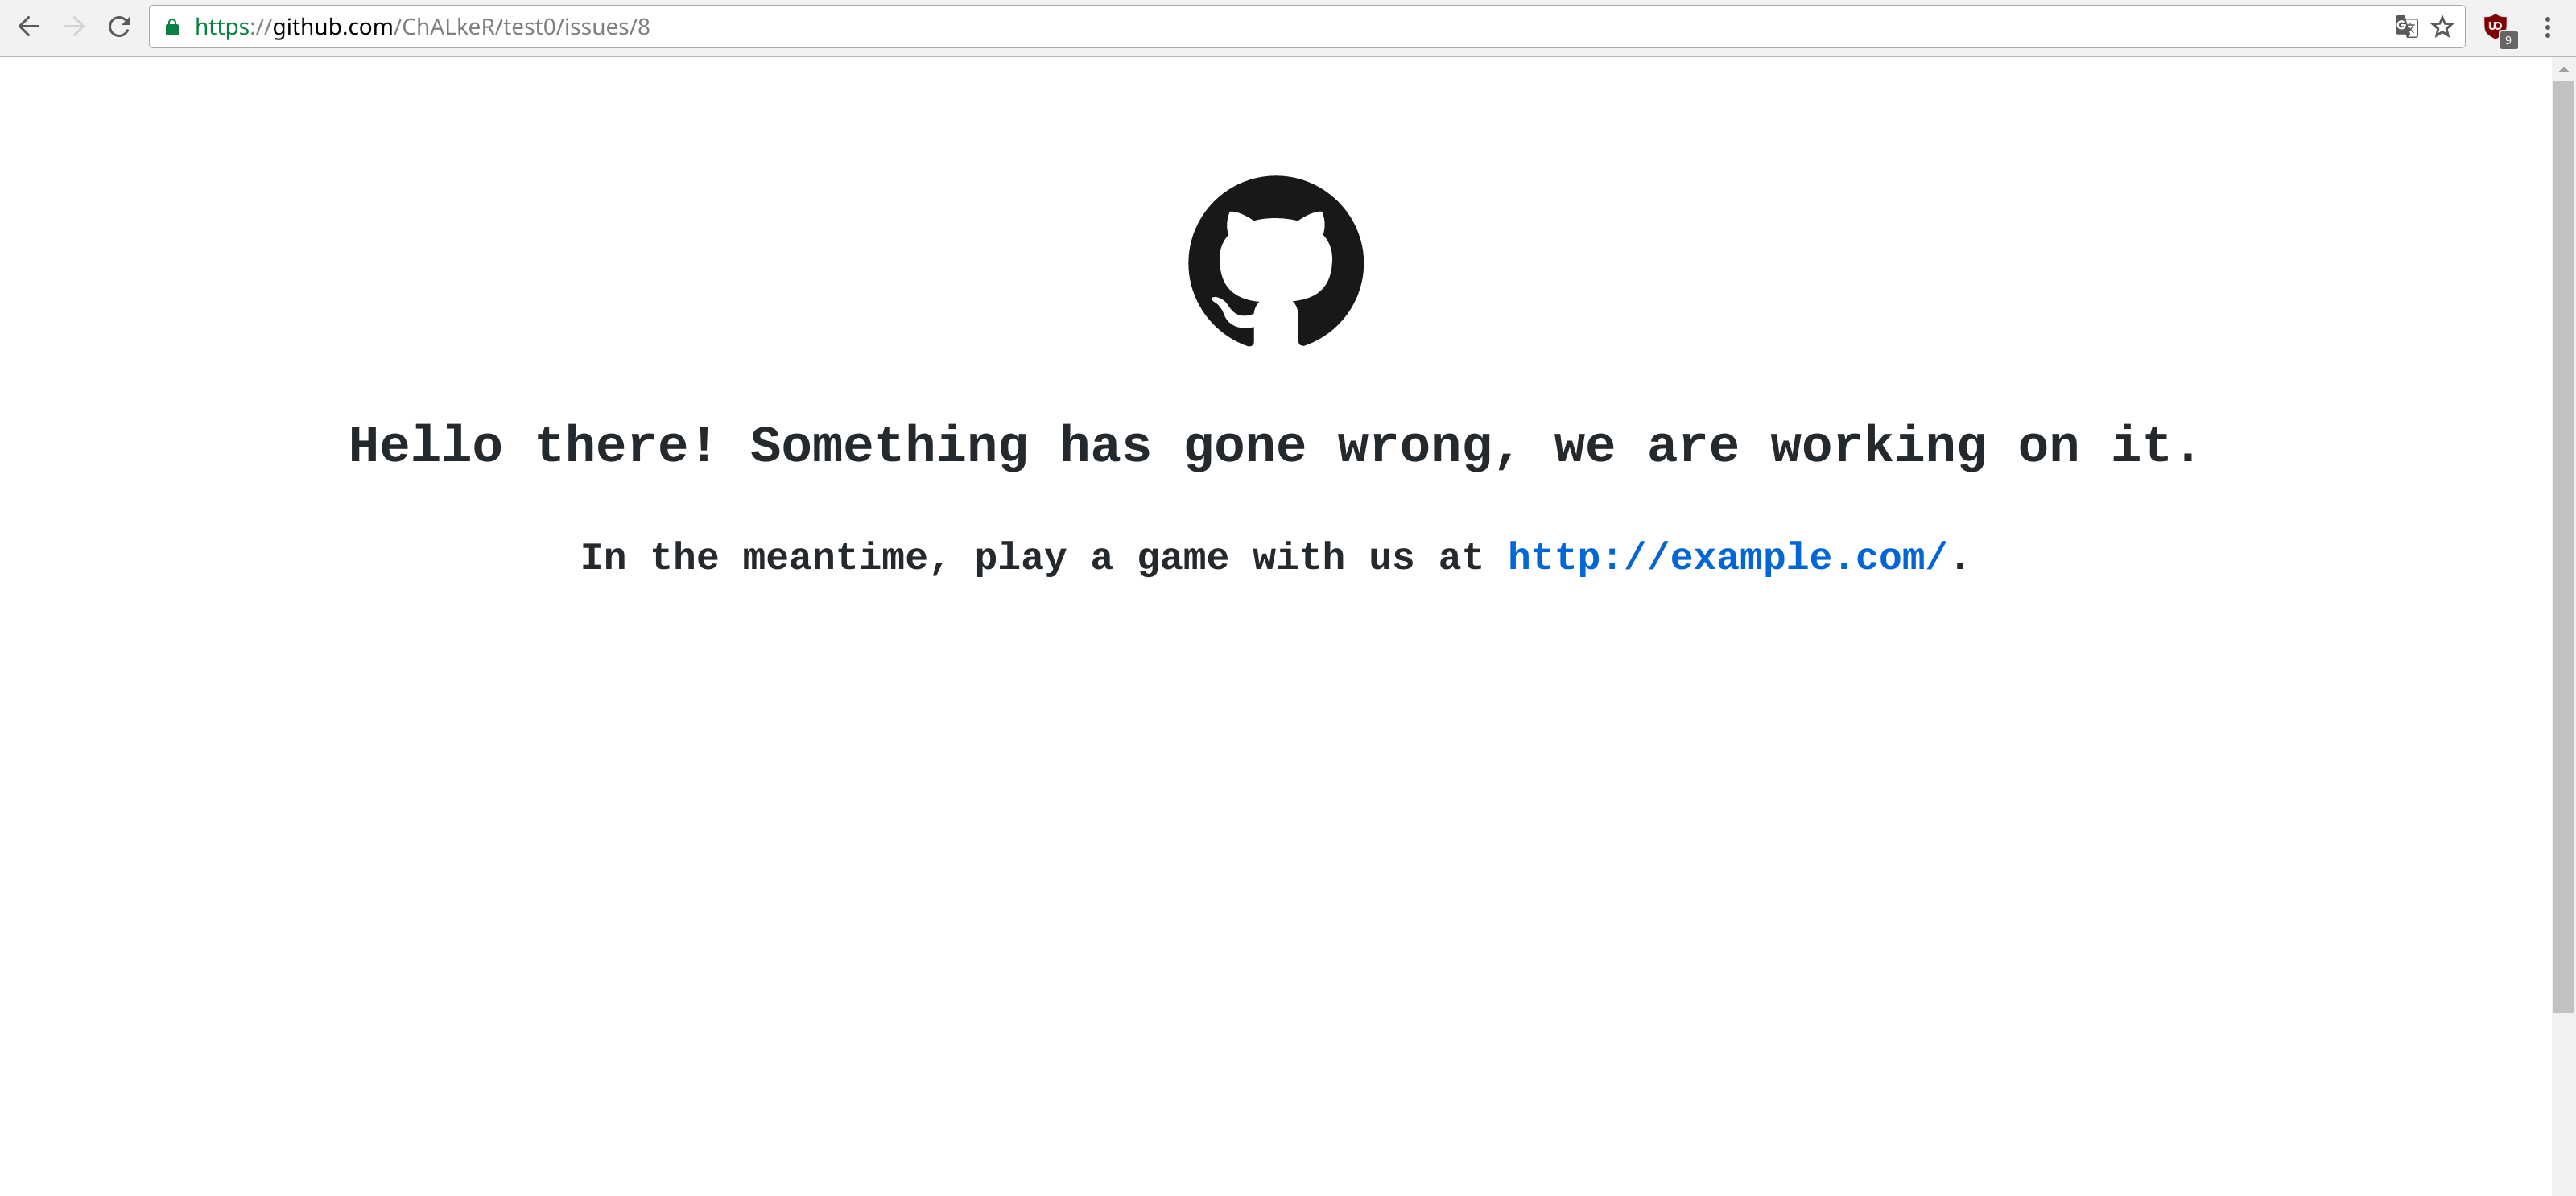 https://github.com/ChALkeR/test0/issues/8
9
Hello there! Something has gone wrong, we are working on it.
In the meantime, play a game with us at http://example.com/.